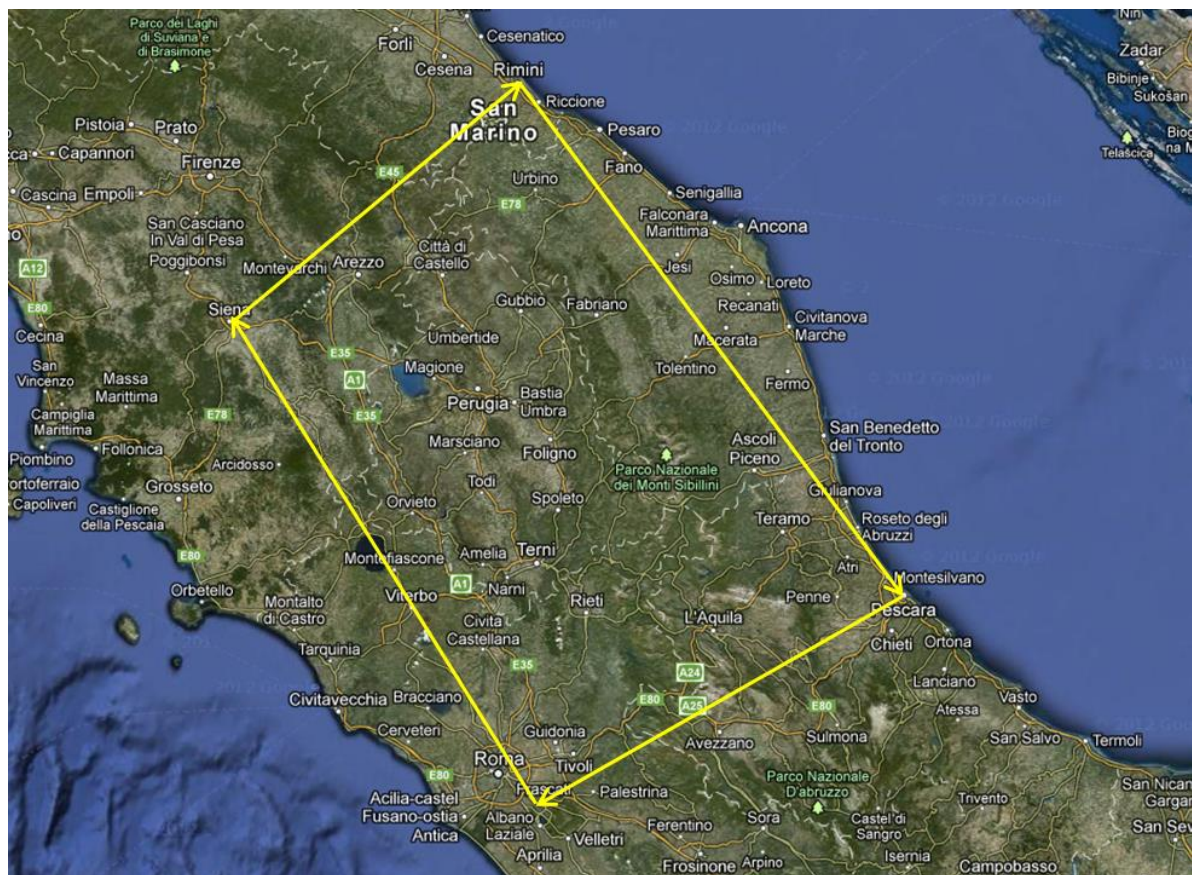 Parco dei Laghi
di Suviana e
di Brasimone
Forlì
Cesenatico
Cesena
Rimini
Nin
Zadar
Bibinje
Sukošan
Telašćica
San
Marino
Riccione
Pistoia
Prato
Pesaro
© 2012 Google
Capannori
Firenze
E45
Fano
Cascina
Empoli
Urbino
E78
Senigallia
© 2012 Google
San Casciano
In Val di Pesa
Falconara
Marittima
Ancona
Poggibonsi
Montevarchi
Arezzo
Città di
Castello
Jesi
A12
Osimo
Loreto
E80
Siena
Gubbio
Fabriano
Recanati
Cecina
Umbertide
Macerata
Civitanova
Marche
E35
San
Vincenzo
Massa
Marittima
A1
Magione
Tolentino
Fermo
Campiglia
Marittima
E78
E35
Perugia
Bastia
Umbra
San Benedetto
del Tronto
Follonica
Piombino
Arcidosso
Marsciano
Foligno
Ascoli
Piceno
Parco Nazionale
dei Monti Sibillini
Grosseto
Todi
Capoliveri
Castiglione
della Pescaia
Orvieto
Spoleto
Giulianova
Teramo
Roseto degli
Abruzzi
E80
Montefiascone
Amelia
Terni
Atri
© 2012 Google
Orbetello
A1
Narni
Montesilvano
Montalto
di Castro
Viterbo
Rieti
Penne
Pescara
Civita
Castellana
L'Aquila
Chieti
Ortona
Tarquinia
E35
A24
Lanciano
Civitavecchia
Bracciano
E80
A25
E80
Vasto
Atessa
Cerveteri
Guidonia
Avezzano
Sulmona
San Salvo
Termoli
E80
Roma
Tivoli
Parco Nazionale
D'abruzzo
Acilia-castel
Fusano-ostia
Antica
Frascati
Palestrina
Trivento
Albano
Laziale
Velletri
Ferentino
Sora
Castel di
Sangro
Aprilia
Frosinone
Arpino
Isernia
Campobasso